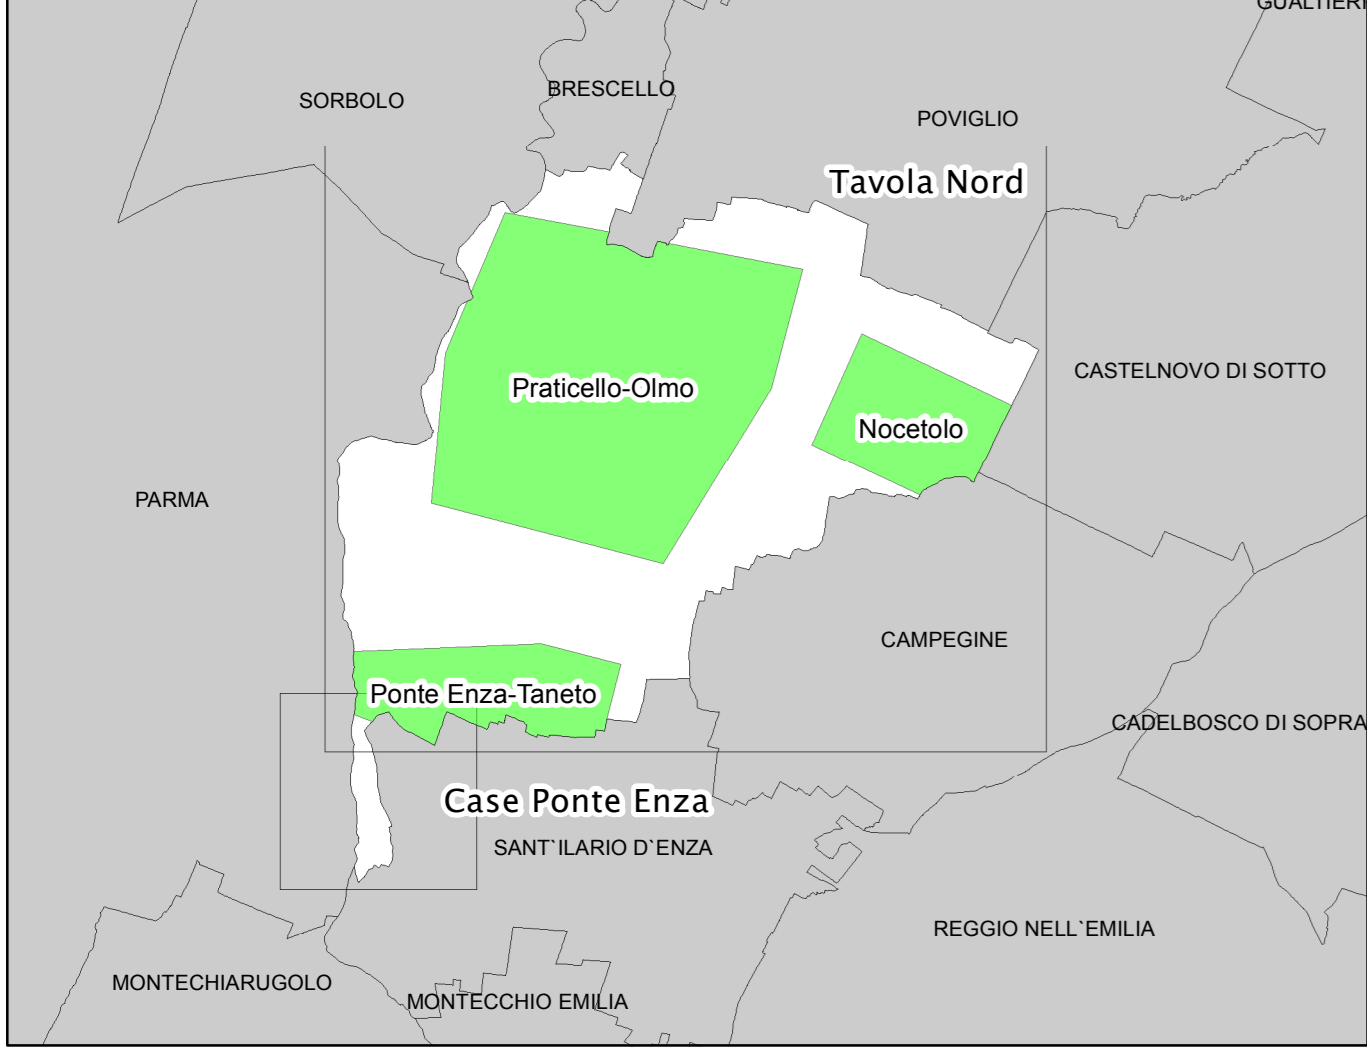 GUALTIERI
BRESCELLO
SORBOLO
POVIGLIO
Tavola Nord
CASTELNOVO DI SOTTO
Praticello-Olmo
Nocetolo
PARMA
CAMPEGINE
Ponte Enza-Taneto
CADELBOSCO DI SOPRA
Case Ponte Enza
SANT`ILARIO D`ENZA
REGGIO NELL`EMILIA
MONTECHIARUGOLO
MONTECCHIO EMILIA